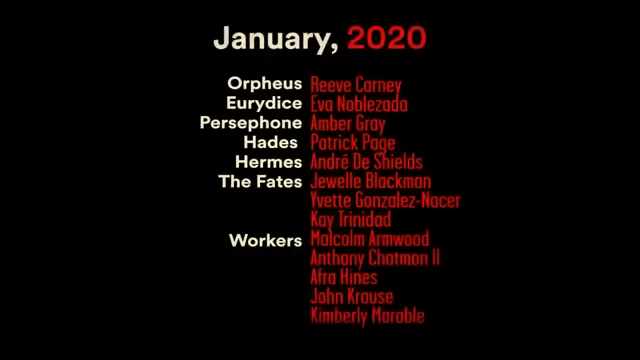 January, 2020
Orpheus Reeve Carney
Eurydice Eva Noblezada
Persephone Amber Gray
Hades Patrick Page
Hermes André De Shields
The Fates Jewelle Blackman
Yvette Gonzalez-Nacer
Kay Trinidad
Workers Malcolm Armwood
Anthony Chatmon II
Afra Hines
John Krause
Kimberly Marable